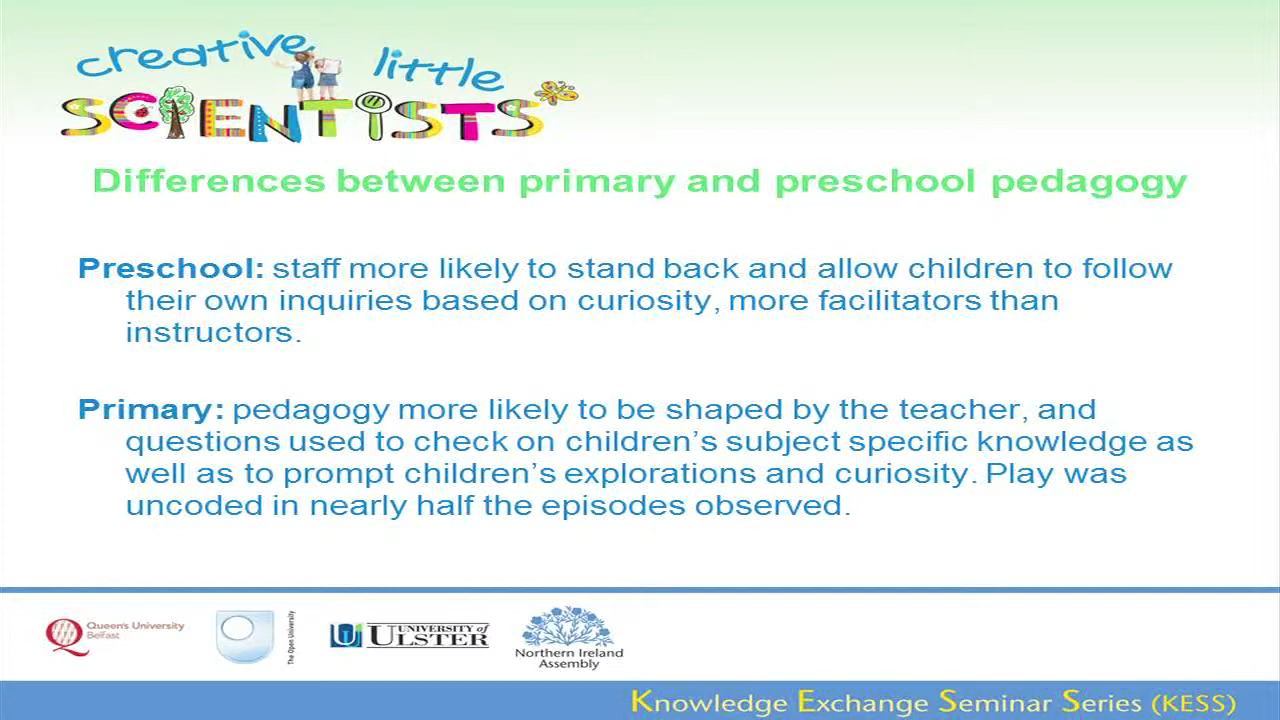 creative little
SCIENTISTS
Differences between primary and preschool pedagogy
Preschool: staff more likely to stand back and allow children to follow
their own inquiries based on curiosity, more facilitators than
instructors.
Primary: pedagogy more likely to be shaped by the teacher, and
questions used to check on children’s subject specific knowledge as
well as to prompt children’s explorations and curiosity. Play was
uncoded in nearly half the episodes observed.
Queen's University
Belfast
The Open University
UNIVERSITY OF
ULSTER
Northern Ireland
Assembly
Knowledge Exchange Seminar Series (KESS)